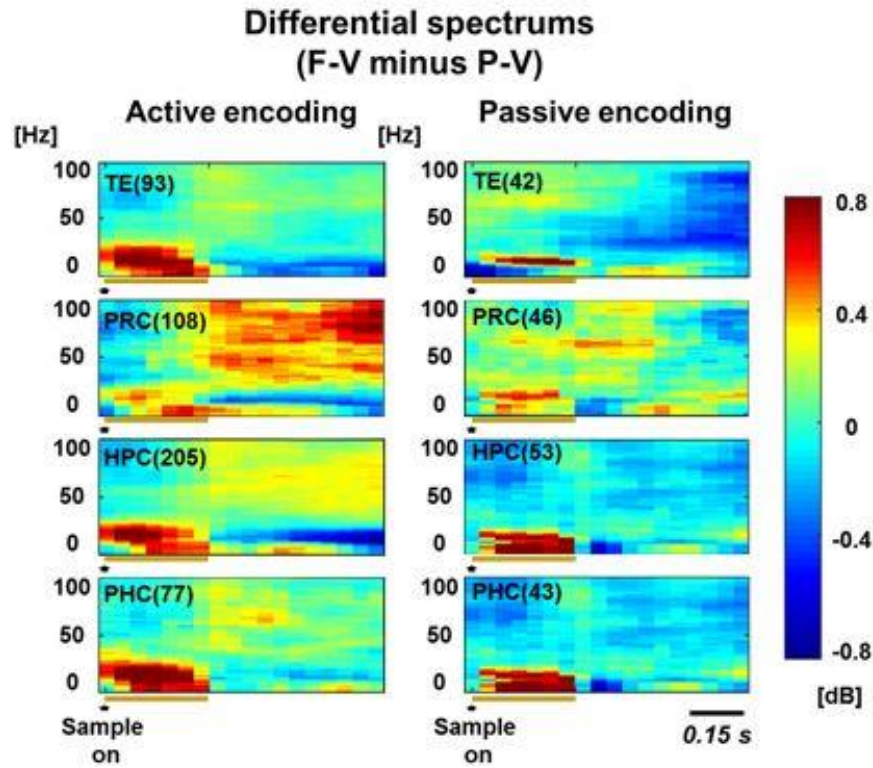 Differential spectrums
(F-V minus P-V)
Active encoding
Passive encoding
[Hz]
[Hz]
100
50
0
TE(93)
100
50
0
TE(42)
0.8
0.4
0
-0.4
-0.8
[dB]
100
50
0
PRC(108)
100
50
0
PRC(46)
100
50
0
HPC(205)
100
50
0
HPC(53)
100
50
0
PHC(77)
100
50
0
PHC(43)
Sample
on
Sample
on
0.15 s